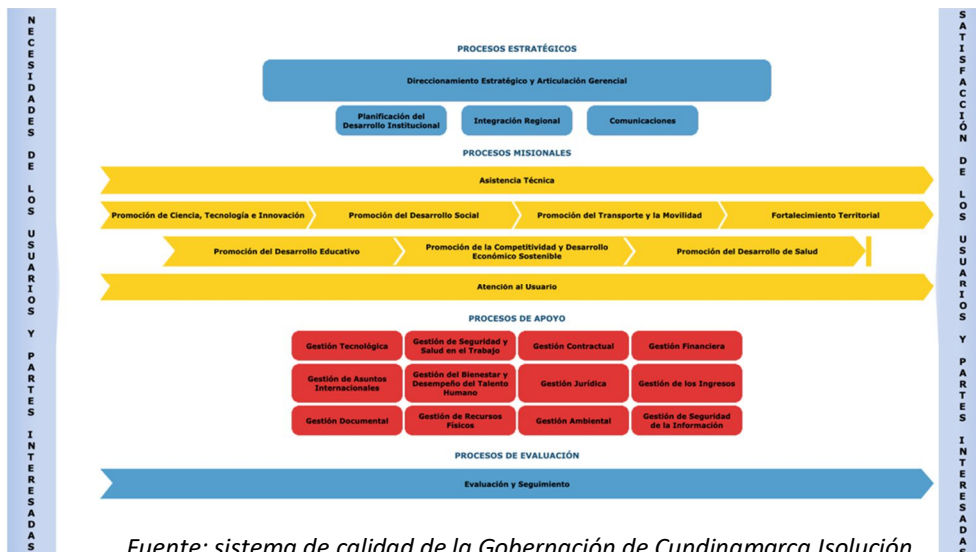 NECESIDADES DE LOS USUARIOS Y PARTES INTERESADAS
PROCESOS ESTRATÉGICOS
Direccionamiento Estratégico y Articulación Gerencial
Planificación del
Desarrollo Institucional
Integración Regional
Comunicaciones
PROCESOS MISIONALES
Asistencia Técnica
Promoción de Ciencia, Tecnología e Innovación
Promoción del Desarrollo Social
Promoción del Transporte y la Movilidad
Fortalecimiento Territorial
Promoción del Desarrollo Educativo
Promoción de la Competitividad y Desarrollo
Económico Sostenible
Promoción del Desarrollo de Salud
Atención al Usuario
PROCESOS DE APOYO
Gestión Tecnológica
Gestión de Seguridad y
Salud en el Trabajo
Gestión Contractual
Gestión Financiera
Gestión de Asuntos
Internacionales
Gestión del Bienestar y
Desempeño del Talento
Humano
Gestión Jurídica
Gestión de los Ingresos
Gestión Documental
Gestión de Recursos
Físicos
Gestión Ambiental
Gestión de Seguridad
de la Información
PROCESOS DE EVALUACIÓN
Evaluación y Seguimiento
SATISFACCIÓN DE LOS USUARIOS Y PARTES INTERESADA
Fuente: sistema de calidad de la Gobernación de Cundinamarca Isolución